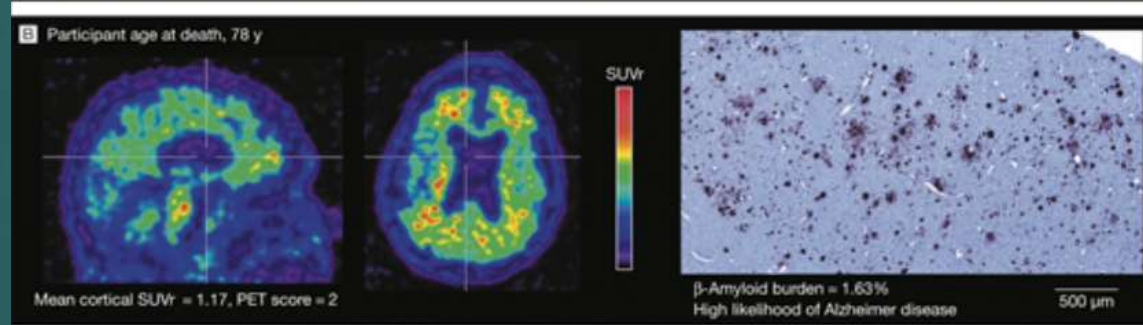 B Participant age at death, 78 y
SUVr
Mean cortical SUVr = 1.17, PET score = 2
β-Amyloid burden = 1.63%
High likelihood of Alzheimer disease
500 µm